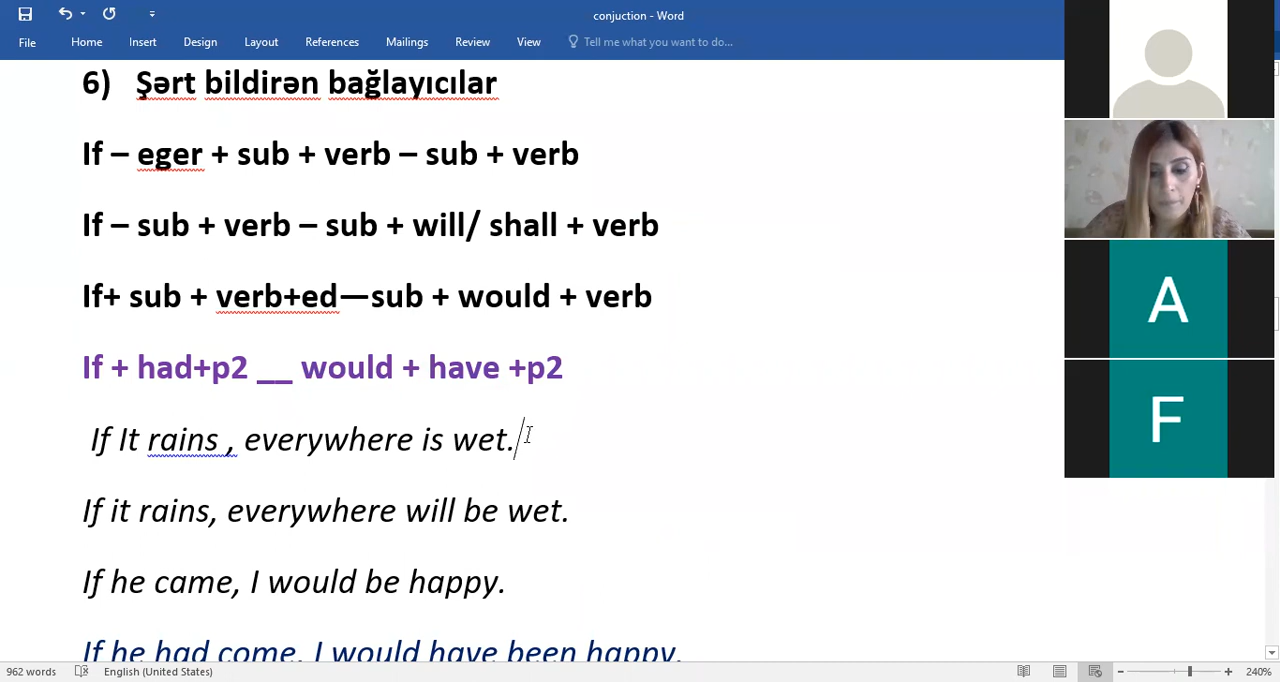 conjuction - Word
File Home Insert Design Layout References Mailings Review View Tell me what you want to do...
6) Şərt bildirən bağlayıcılar
If – eger + sub + verb – sub + verb
If – sub + verb – sub + will/ shall + verb
If+ sub + verb+ed—sub + would + verb
If + had+p2 __ would + have +p2
If It rains , everywhere is wet.
If it rains, everywhere will be wet.
If he came, I would be happy.
If he had come, I would have been happy.
A
F
962 words English (United States) 240%